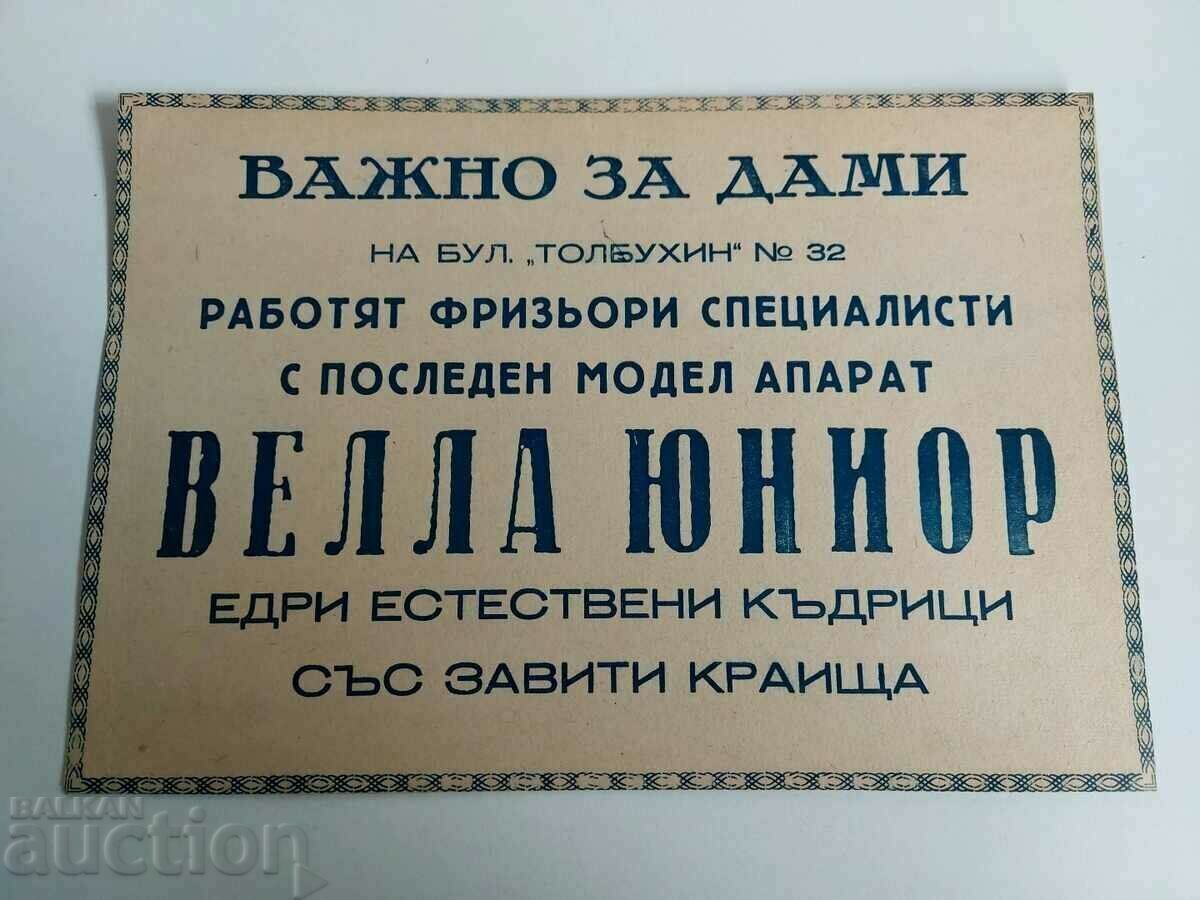 ВАЖНО ЗА ДАМИ
НА БУЛ. „ТОЛБУХИН“ № 32
РАБОТЯТ ФРИЗЬОРИ СПЕЦИАЛИСТИ
С ПОСЛЕДЕН МОДЕЛ АПАРАТ
ВЕЛЛА ЮНИОР
ЕДРИ ЕСТЕСТВЕНИ КЪДРИЦИ
СЪС ЗАВИТИ КРАИЩА
BALKAN
auction